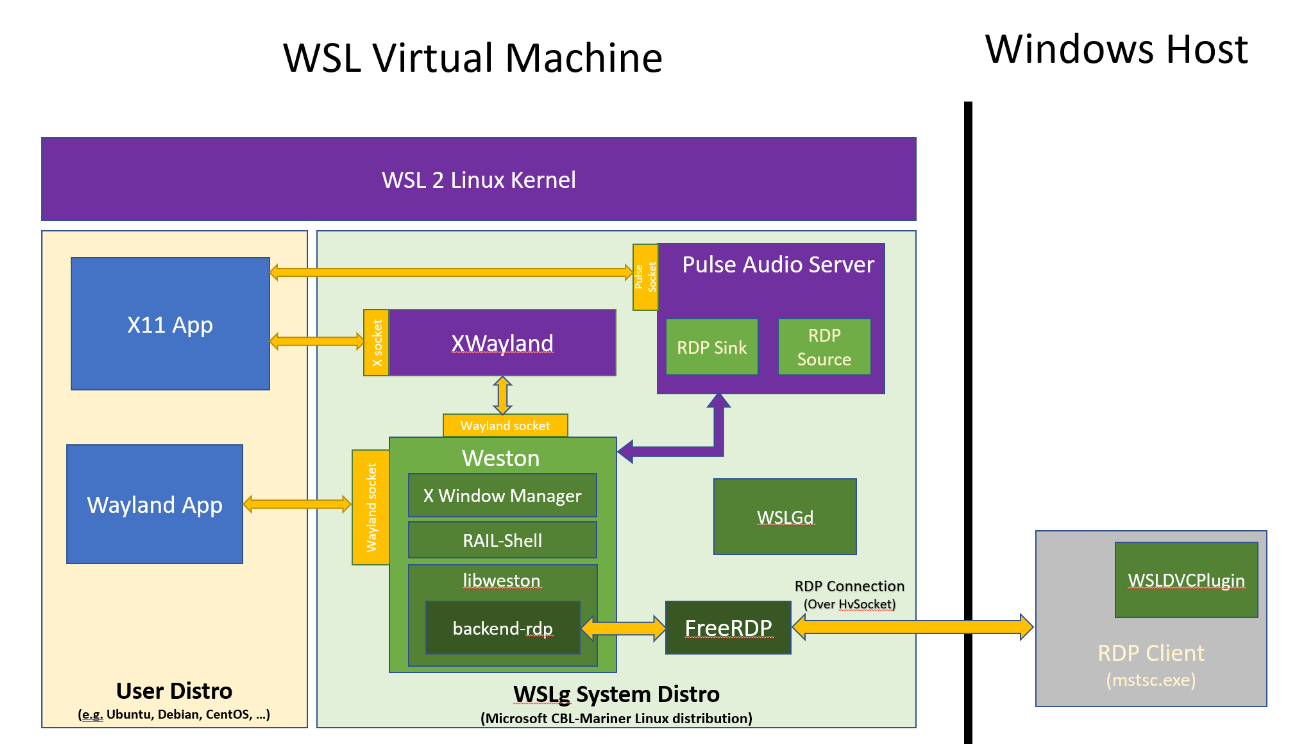 WSL Virtual Machine
Windows Host
WSL 2 Linux Kernel
Pulse Audio Server
Pulse
Socket
X11 App
X socket
XWayland
RDP Sink
RDP
Source
Wayland socket
Weston
Wayland App
Wayland socket
X Window Manager
RAIL-Shell
libweston
backend-rdp
WSLGd
RDP Connection
(Over HvSocket)
FreeRDP
WSLDVCPlugin
RDP Client
(mstsc.exe)
User Distro
(e.g. Ubuntu, Debian, CentOS, ...)
WSLg System Distro
(Microsoft CBL-Mariner Linux distribution)